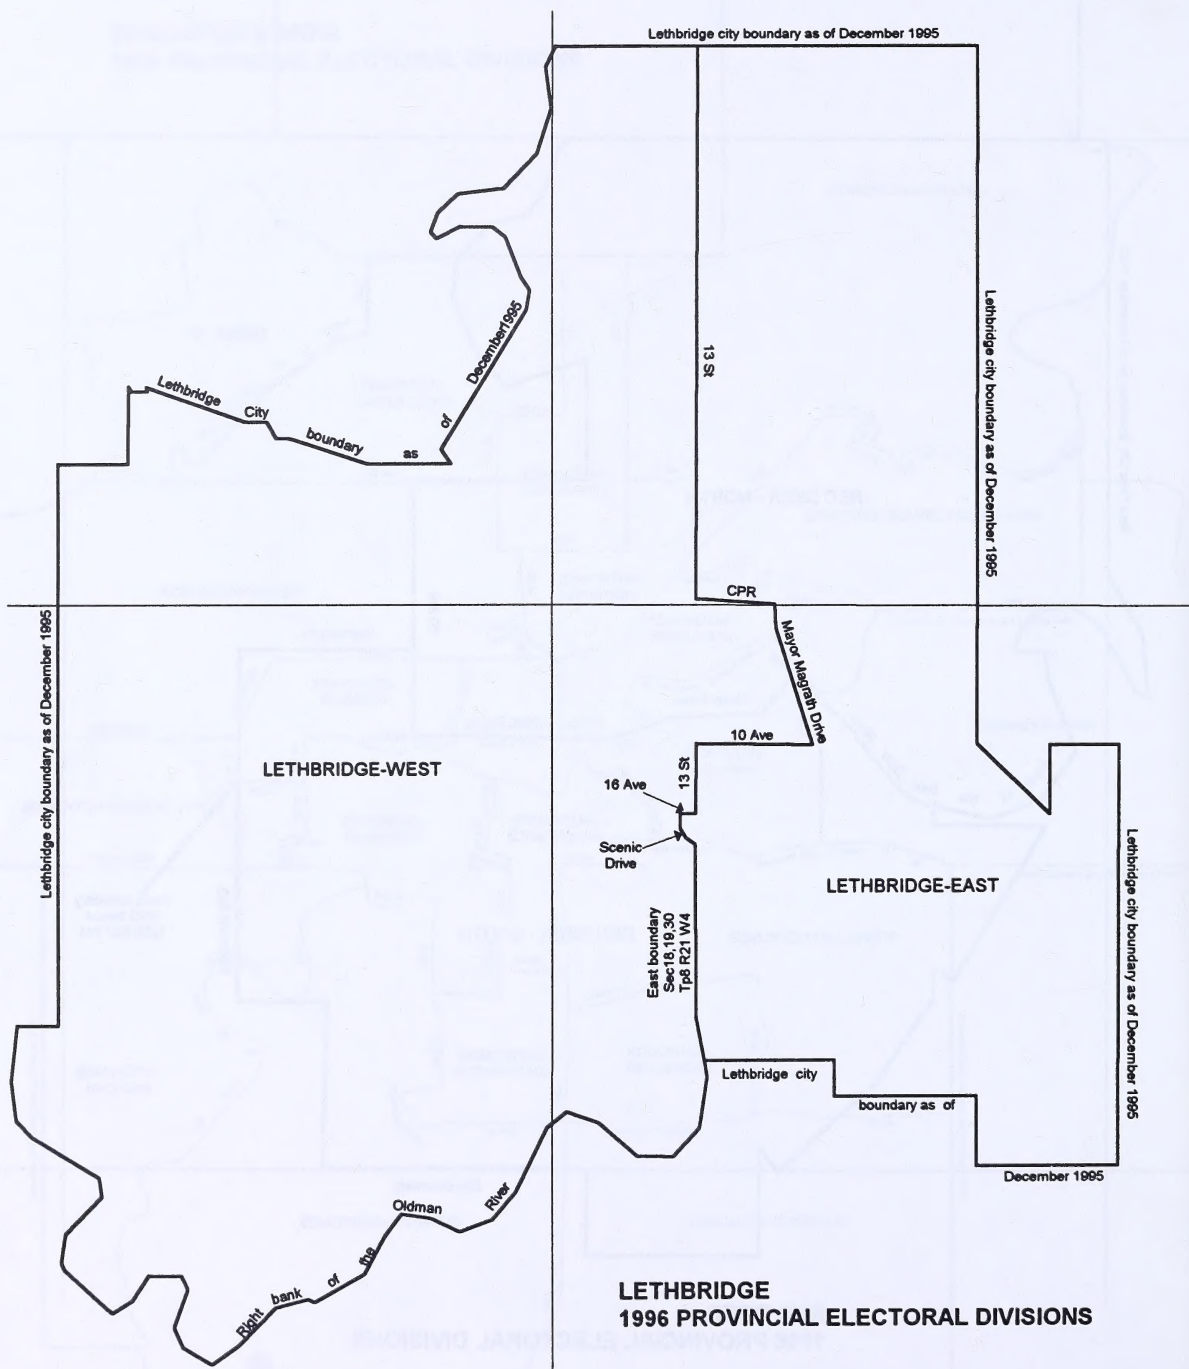 Lethbridge city boundary as of December 1995
Lethbridge City boundary as of December1995
13 St
Lethbridge city boundary as of December 1995
CPR
Mayor Magrath Drive
10 Ave
Lethbridge city boundary as of December 1995
LETHBRIDGE-WEST
13 St
16 Ave
Scenic
Drive
LETHBRIDGE-EAST
East boundary
Sec18,19,30
Tp8 R21 W4
Lethbridge city boundary as of December 1995
Lethbridge city
boundary as of
December 1995
Right bank of the Oldman River
LETHBRIDGE
1996 PROVINCIAL ELECTORAL DIVISIONS